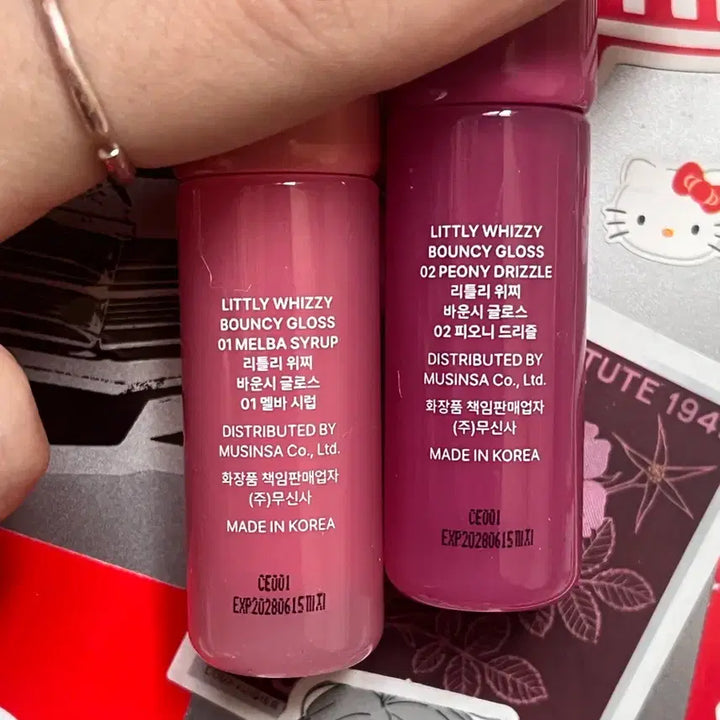 LITTLY WHIZZY
BOUNCY GLOSS
01 MELBA SYRUP
리틀리 위찌
바운시 글로스
01 멜바 시럽
DISTRIBUTED BY
MUSINSA Co., Ltd.
화장품 책임판매업자
(주)무신사
MADE IN KOREA
CE001
EXP20280615
LITTLY WHIZZY
BOUNCY GLOSS
02 PEONY DRIZZLE
리틀리 위찌
바운시 글로스
02 피오니 드리즐
DISTRIBUTED BY
MUSINSA Co., Ltd.
화장품 책임판매업자
(주)무신사
MADE IN KOREA
CE001
EXP20280615